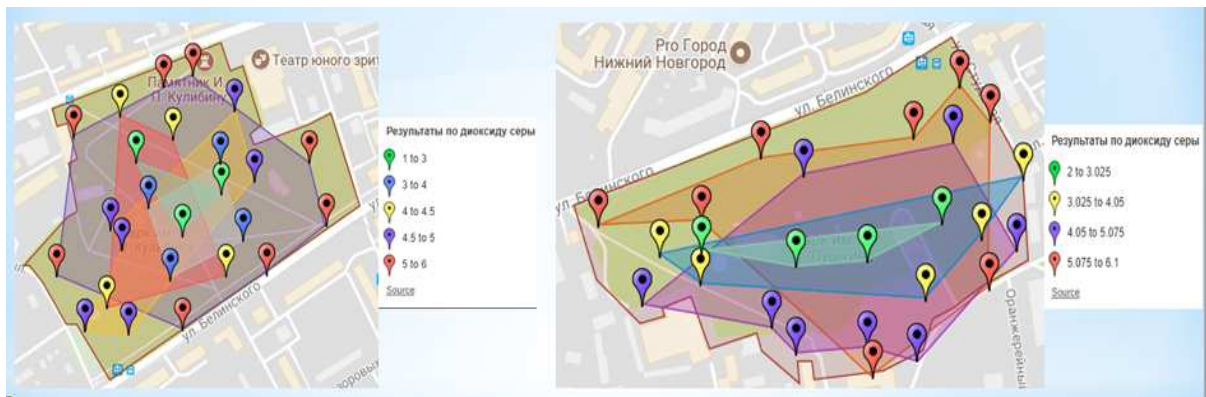 Театр юного зрит
Памятник И.
П. Кулибину
ул. Белинского
Результаты по диоксиду серы
1 to 3
3 to 4
4 to 4.5
4.5 to 5
5 to 6
Source
Pro Город
Нижний Новгород
ул. Белинского
ул. Белинского
Оранжерейный
Результаты по диоксиду серы
2 to 3.025
3.025 to 4.05
4.05 to 5.075
5.075 to 6.1
Source